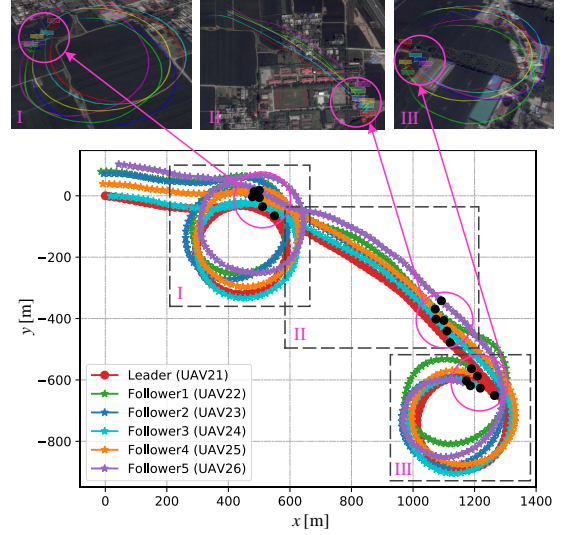 I
II
III
0
−200
−400
−600
−800
y [m]
I
II
III
Leader (UAV21)
Follower1 (UAV22)
Follower2 (UAV23)
Follower3 (UAV24)
Follower4 (UAV25)
Follower5 (UAV26)
0 200 400 600 800 1000 1200 1400
x [m]